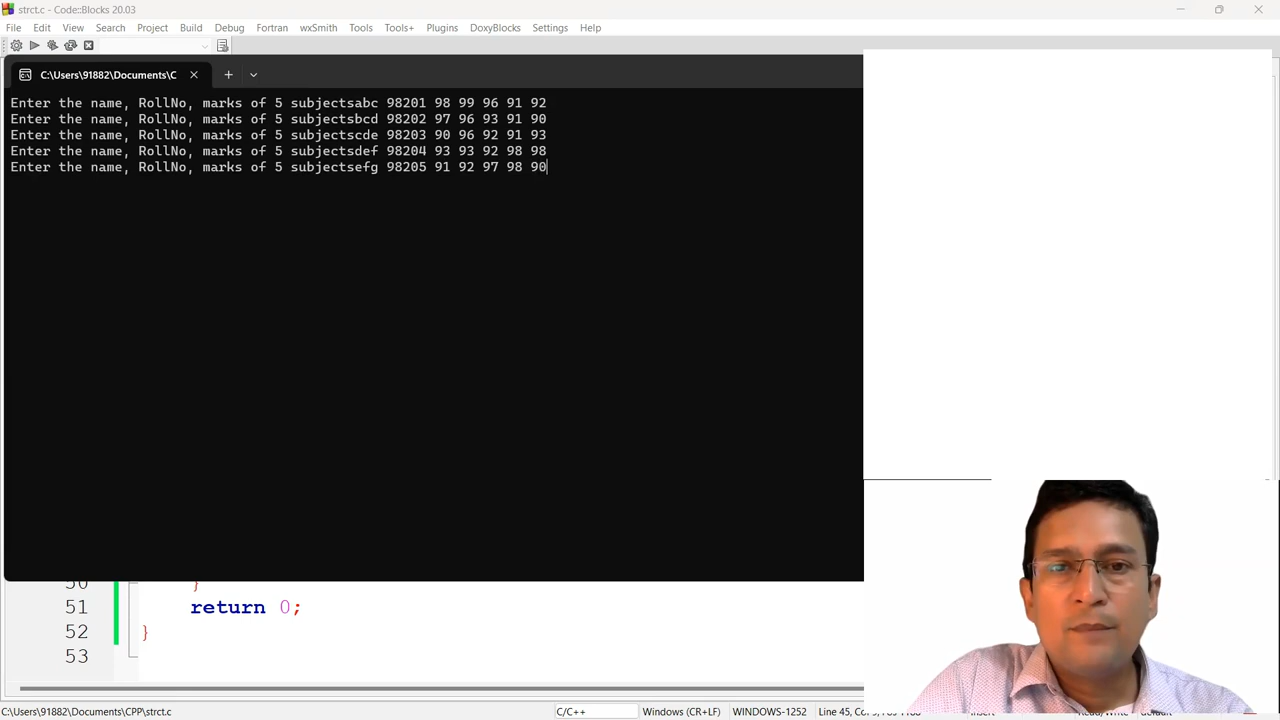 strct.c - Code::Blocks 20.03
File Edit View Search Project Build Debug Fortran wxSmith Tools Tools+ Plugins DoxyBlocks Settings Help
C:\Users\91882\Documents\C
Enter the name, RollNo, marks of 5 subjectsabc 98201 98 99 96 91 92
Enter the name, RollNo, marks of 5 subjectsbcd 98202 97 96 93 91 90
Enter the name, RollNo, marks of 5 subjectscde 98203 90 96 92 91 93
Enter the name, RollNo, marks of 5 subjectsdef 98204 93 93 92 98 98
Enter the name, RollNo, marks of 5 subjectsefg 98205 91 92 97 98 90
50 }
51 return 0;
52 }
53
C:\Users\91882\Documents\CPP\strct.c C/C++ Windows (CR+LF) WINDOWS-1252 Line 45,